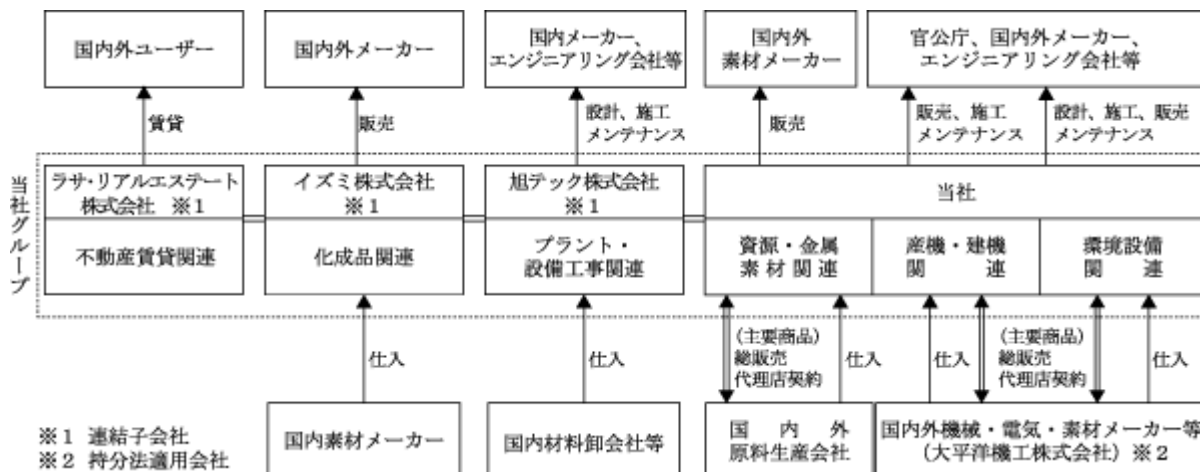 国内外ユーザー
国内外メーカー
国内メーカー、
エンジニアリング会社等
国内外
素材メーカー
官公庁、国内外メーカー、
エンジニアリング会社等
賃貸
販売
設計、施工
メンテナンス
販売
販売、施工
メンテナンス
設計、施工、販売
メンテナンス
当社グループ
ラサ・リアルエステート
株式会社 ※1
イズミ株式会社
※1
旭テック株式会社
※1
当社
不動産賃貸関連
化成品関連
プラント・
設備工事関連
資源・金属
素材関連
産機・建機
関連
環境設備
関連
仕入
仕入
(主要商品)
総販売
代理店契約
仕入
仕入
(主要商品)
総販売
代理店契約
仕入
国内素材メーカー
国内材料卸会社等
国内外
原料生産会社
国内外機械・電気・素材メーカー等
(大平洋機工株式会社)※2
※1 連結子会社
※2 持分法適用会社